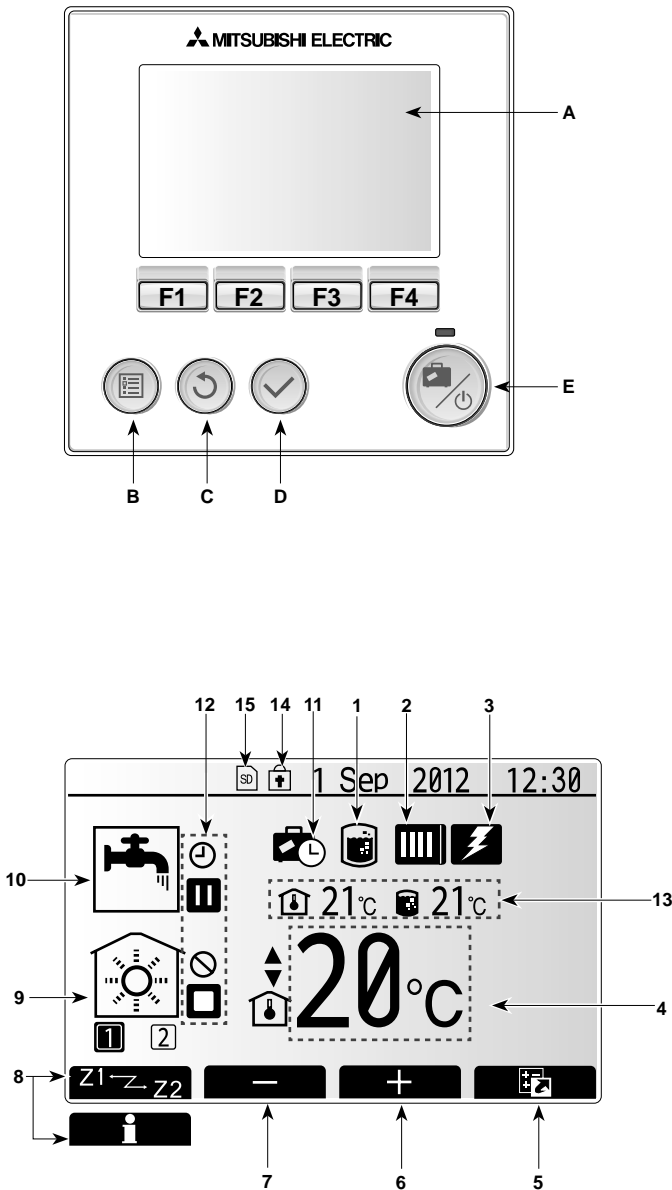 MITSUBISHI ELECTRIC
A
F1 F2 F3 F4
E
B C D
12 15 14 11 1 2 3
SD 1 Sep 2012 12:30
10
21°C 21°C
13
20°C
4
9
1 2
8
Z1 Z2 − +
i
7 6 5